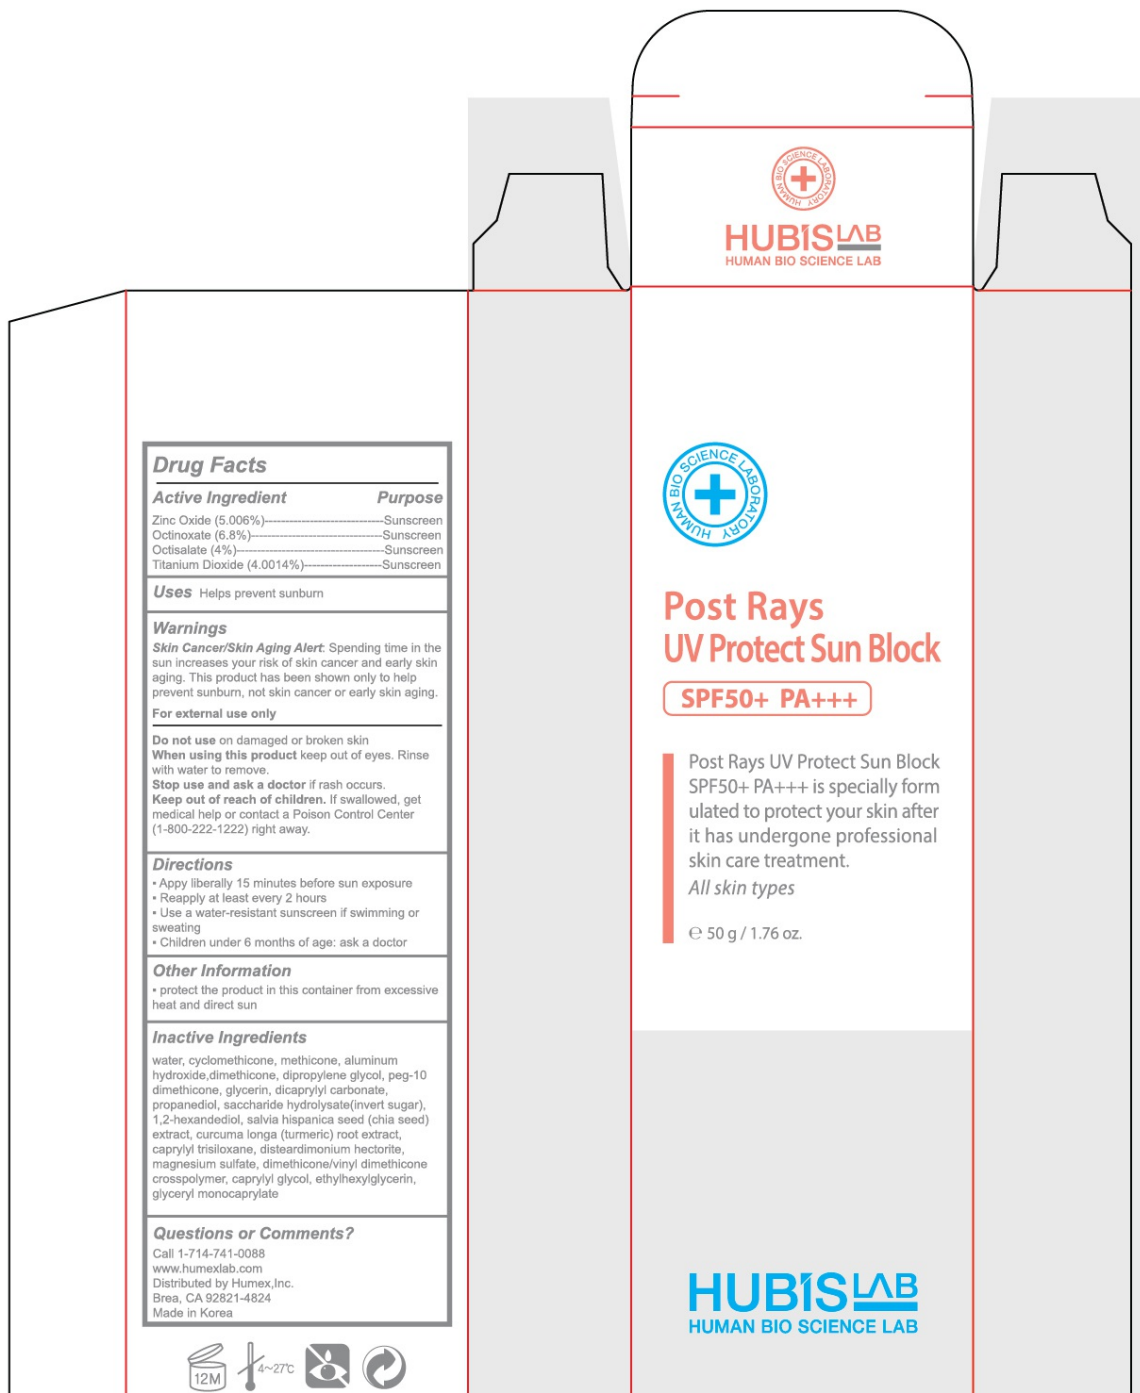 HUMAN BIO SCIENCE LABORATORY
HUBISLAB
HUMAN BIO SCIENCE LAB
Drug Facts
Active Ingredient Purpose
Zinc Oxide (5.006%)-----------------------------Sunscreen
Octinoxate (6.8%)--------------------------------Sunscreen
Octisalate (4%)------------------------------------Sunscreen
Titanium Dioxide (4.0014%)-------------------Sunscreen
Uses Helps prevent sunburn
Warnings
Skin Cancer/Skin Aging Alert: Spending time in the
sun increases your risk of skin cancer and early skin
aging. This product has been shown only to help
prevent sunburn, not skin cancer or early skin aging.
For external use only
Do not use on damaged or broken skin
When using this product keep out of eyes. Rinse
with water to remove.
Stop use and ask a doctor if rash occurs.
Keep out of reach of children. If swallowed, get
medical help or contact a Poison Control Center
(1-800-222-1222) right away.
Directions
▪ Appy liberally 15 minutes before sun exposure
▪ Reapply at least every 2 hours
▪ Use a water-resistant sunscreen if swimming or
sweating
▪ Children under 6 months of age: ask a doctor
Other Information
▪ protect the product in this container from excessive
heat and direct sun
Inactive Ingredients
water, cyclomethicone, methicone, aluminum
hydroxide,dimethicone, dipropylene glycol, peg-10
dimethicone, glycerin, dicaprylyl carbonate,
propanediol, saccharide hydrolysate(invert sugar),
1,2-hexandediol, salvia hispanica seed (chia seed)
extract, curcuma longa (turmeric) root extract,
caprylyl trisiloxane, disteardimonium hectorite,
magnesium sulfate, dimethicone/vinyl dimethicone
crosspolymer, caprylyl glycol, ethylhexylglycerin,
glyceryl monocaprylate
Questions or Comments?
Call 1-714-741-0088
www.humexlab.com
Distributed by Humex,Inc.
Brea, CA 92821-4824
Made in Korea
12M
4~27℃
HUMAN BIO SCIENCE LABORATORY
Post Rays
UV Protect Sun Block
SPF50+ PA+++
Post Rays UV Protect Sun Block
SPF50+ PA+++ is specially form
ulated to protect your skin after
it has undergone professional
skin care treatment.
All skin types
℮ 50 g / 1.76 oz.
HUBISLAB
HUMAN BIO SCIENCE LAB